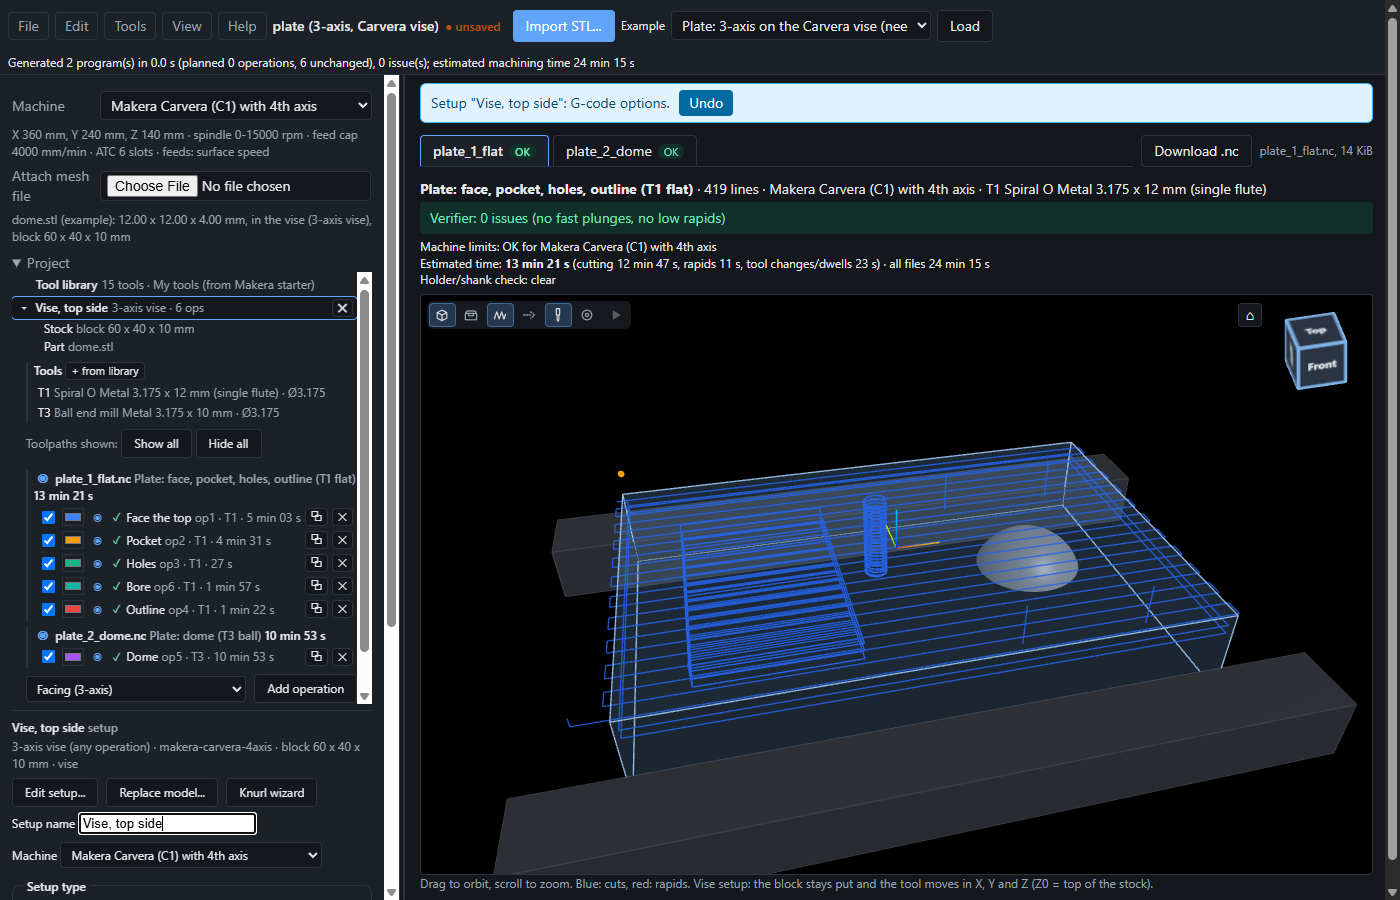 File Edit Tools View Help plate (3-axis, Carvera vise) ● unsaved Import STL... Example Plate: 3-axis on the Carvera vise (nee Load
Generated 2 program(s) in 0.0 s (planned 0 operations, 6 unchanged), 0 issue(s); estimated machining time 24 min 15 s
Machine Makera Carvera (C1) with 4th axis
X 360 mm, Y 240 mm, Z 140 mm · spindle 0-15000 rpm · feed cap
4000 mm/min · ATC 6 slots · feeds: surface speed
Attach mesh
file
Choose File No file chosen
dome.stl (example): 12.00 x 12.00 x 4.00 mm, in the vise (3-axis vise),
block 60 x 40 x 10 mm
▼ Project
Tool library 15 tools · My tools (from Makera starter)
Vise, top side 3-axis vise · 6 ops
Stock block 60 x 40 x 10 mm
Part dome.stl
Tools + from library
T1 Spiral O Metal 3.175 x 12 mm (single flute) · Ø3.175
T3 Ball end mill Metal 3.175 x 10 mm · Ø3.175
Toolpaths shown: Show all Hide all
plate_1_flat.nc Plate: face, pocket, holes, outline (T1 flat)
13 min 21 s
✓ Face the top op1 · T1 · 5 min 03 s
✓ Pocket op2 · T1 · 4 min 31 s
✓ Holes op3 · T1 · 27 s
✓ Bore op6 · T1 · 1 min 57 s
✓ Outline op4 · T1 · 1 min 22 s
plate_2_dome.nc Plate: dome (T3 ball) 10 min 53 s
✓ Dome op5 · T3 · 10 min 53 s
Facing (3-axis) Add operation
Vise, top side setup
3-axis vise (any operation) · makera-carvera-4axis · block 60 x 40 x
10 mm · vise
Edit setup... Replace model... Knurl wizard
Setup name Vise, top side
Machine Makera Carvera (C1) with 4th axis
Setup type
Setup "Vise, top side": G-code options. Undo
plate_1_flat OK plate_2_dome OK Download .nc plate_1_flat.nc, 14 KiB
Plate: face, pocket, holes, outline (T1 flat) · 419 lines · Makera Carvera (C1) with 4th axis · T1 Spiral O Metal 3.175 x 12 mm (single flute)
Verifier: 0 issues (no fast plunges, no low rapids)
Machine limits: OK for Makera Carvera (C1) with 4th axis
Estimated time: 13 min 21 s (cutting 12 min 47 s, rapids 11 s, tool changes/dwells 23 s) · all files 24 min 15 s
Holder/shank check: clear
Top
Front
Drag to orbit, scroll to zoom. Blue: cuts, red: rapids. Vise setup: the block stays put and the tool moves in X, Y and Z (Z0 = top of the stock).